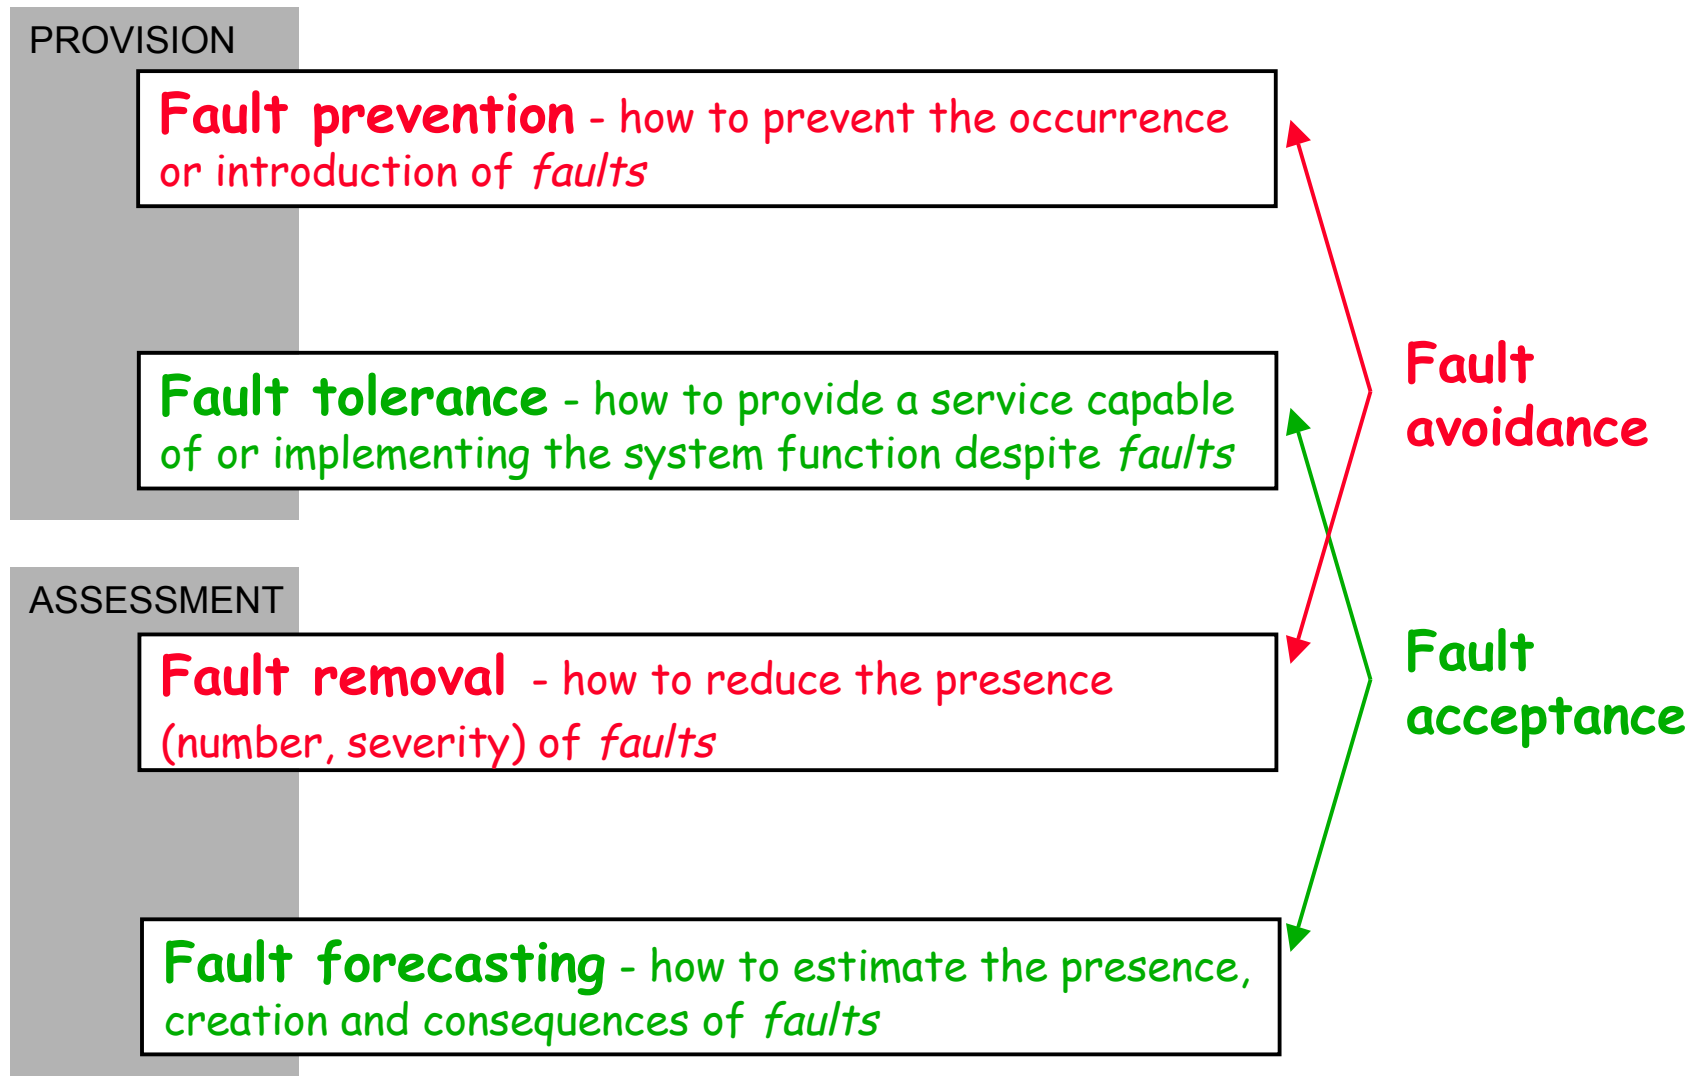 PROVISION
Fault prevention - how to prevent the occurrence
or introduction of faults
Fault tolerance - how to provide a service capable
of or implementing the system function despite faults
Fault
avoidance
ASSESSMENT
Fault removal - how to reduce the presence
(number, severity) of faults
Fault
acceptance
Fault forecasting - how to estimate the presence,
creation and consequences of faults